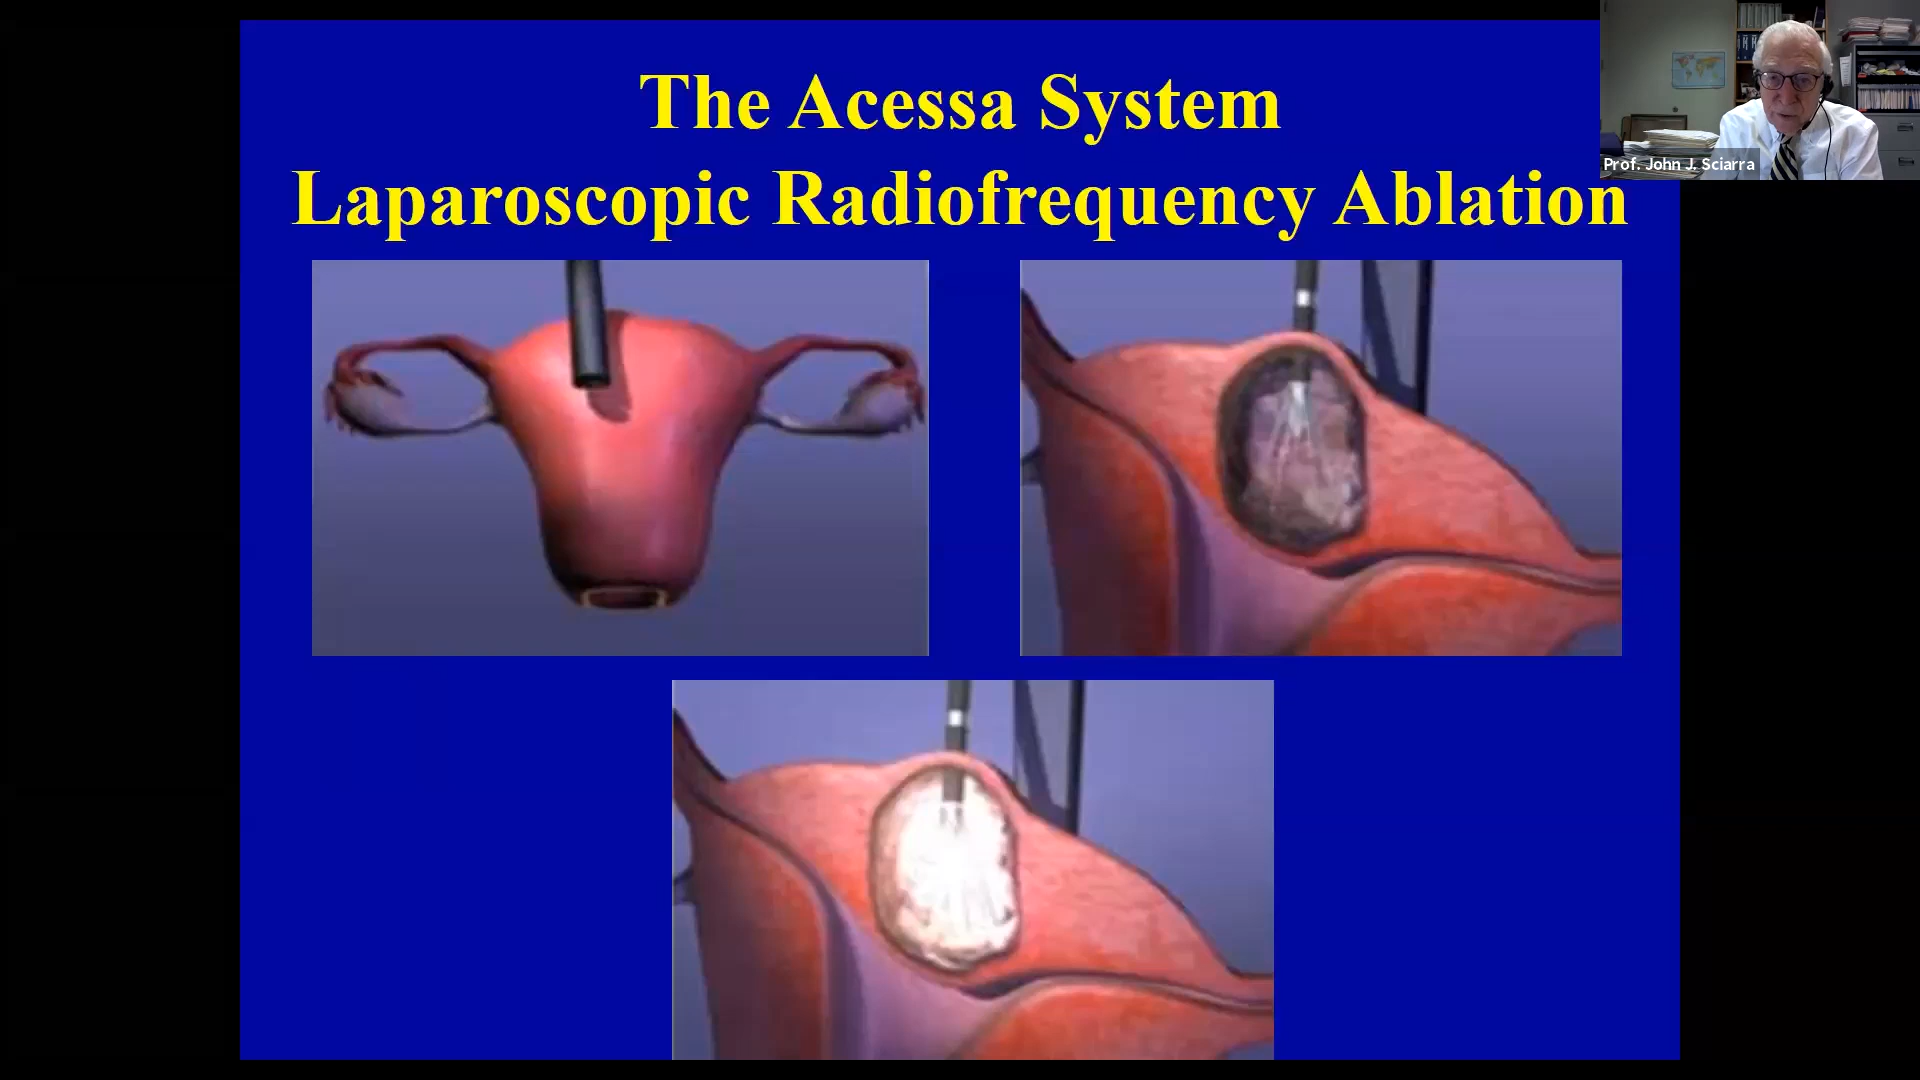 The Acessa System
Laparoscopic Radiofrequency Ablation
Prof. John J. Sciarra